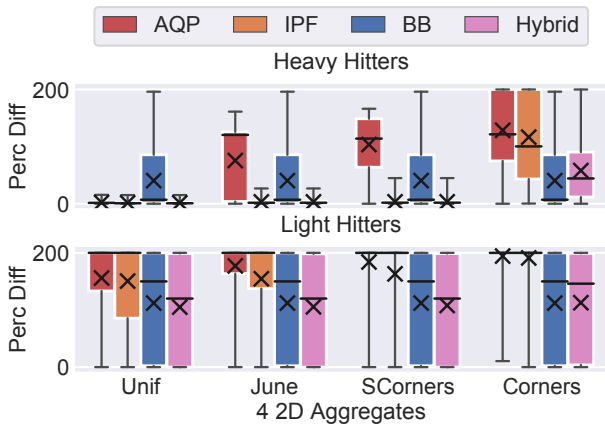 AQP IPF BB Hybrid
Heavy Hitters
200
Perc Diff
0
Light Hitters
200
Perc Diff
0
Unif June SCorners Corners
4 2D Aggregates